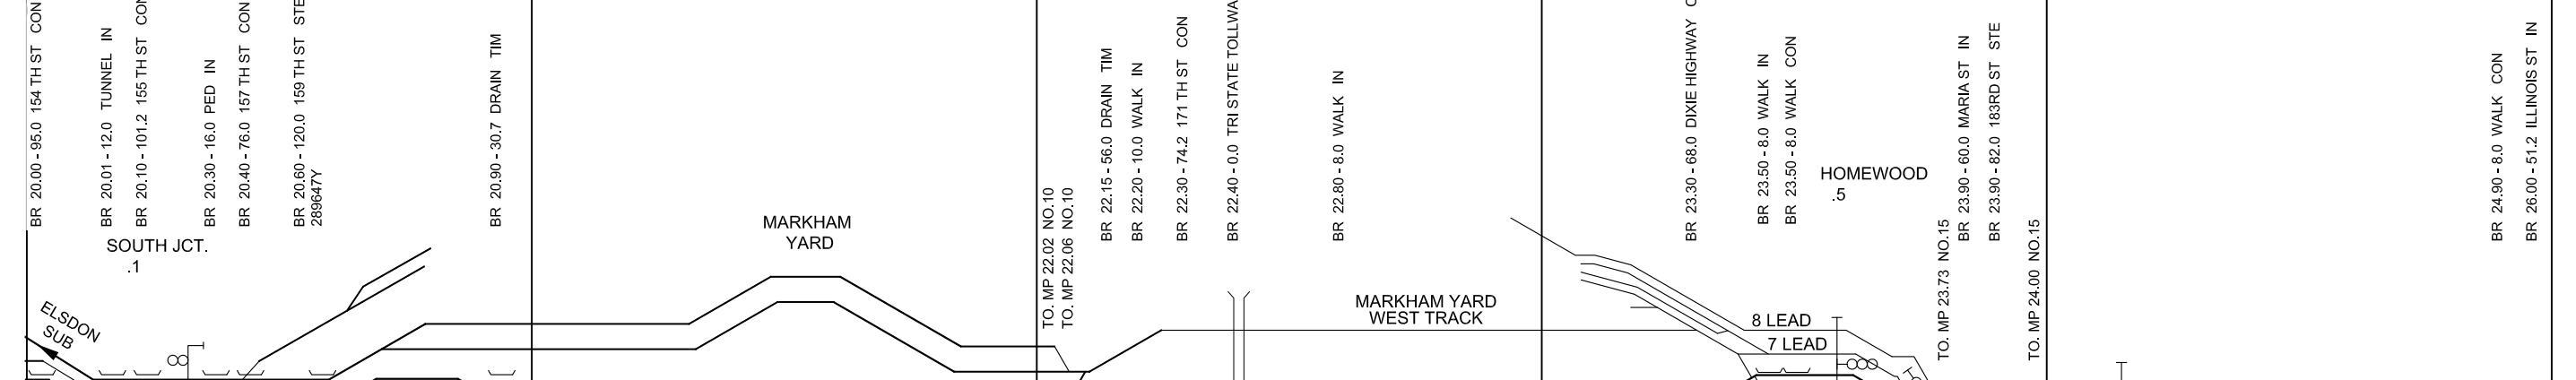 BR 20.00 - 95.0 154 TH ST CON
BR 20.01 - 12.0 TUNNEL IN
BR 20.10 - 101.2 155 TH ST CON
BR 20.30 - 16.0 PED IN
BR 20.40 - 76.0 157 TH ST CON
BR 20.60 - 120.0 159 TH ST STE
289647Y
BR 20.90 - 30.7 DRAIN TIM
SOUTH JCT.
.1
ELSDON
SUB
MARKHAM
YARD
TO. MP 22.02 NO.10
TO. MP 22.06 NO.10
BR 22.15 - 56.0 DRAIN TIM
BR 22.20 - 10.0 WALK IN
BR 22.30 - 74.2 171 TH ST CON
BR 22.40 - 0.0 TRI STATE
BR 22.80 - 8.0 WALK IN
MARKHAM YARD
WEST TRACK
BR 23.30 - 68.0 DIXIE HIGHWAY
BR 23.50 - 8.0 WALK IN
BR 23.50 - 8.0 WALK CON
HOMEWOOD
.5
8 LEAD
7 LEAD
TO. MP 23.73 NO.15
BR 23.90 - 60.0 MARIA ST IN
BR 23.90 - 82.0 183RD ST STE
TO. MP 24.00 NO.15
BR 24.90 - 8.0 WALK CON
BR 26.00 - 51.2 ILLINOIS ST IN